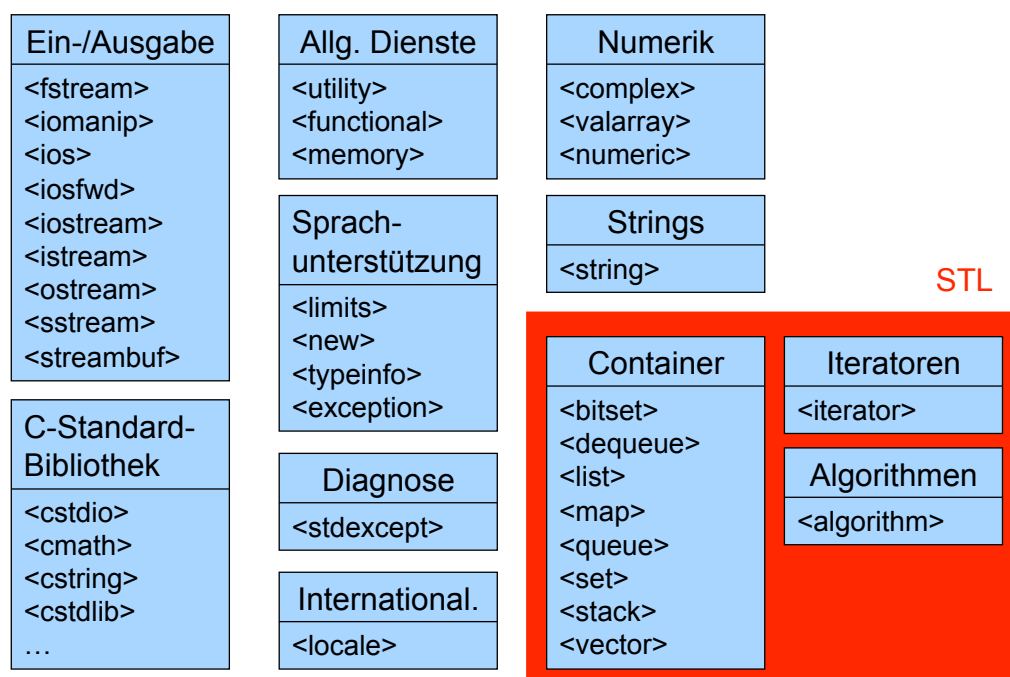 Ein-/Ausgabe
<fstream>
<iomanip>
<ios>
<iosfwd>
<iostream>
<istream>
<ostream>
<sstream>
<streambuf>
C-Standard-
Bibliothek
<cstdio>
<cmath>
<cstring>
<cstdlib>
…
Allg. Dienste
<utility>
<functional>
<memory>
Sprach-
unterstützung
<limits>
<new>
<typeinfo>
<exception>
Diagnose
<stdexcept>
International.
<locale>
Numerik
<complex>
<valarray>
<numeric>
Strings
<string>
STL
Container
<bitset>
<dequeue>
<list>
<map>
<queue>
<set>
<stack>
<vector>
Iteratoren
<iterator>
Algorithmen
<algorithm>